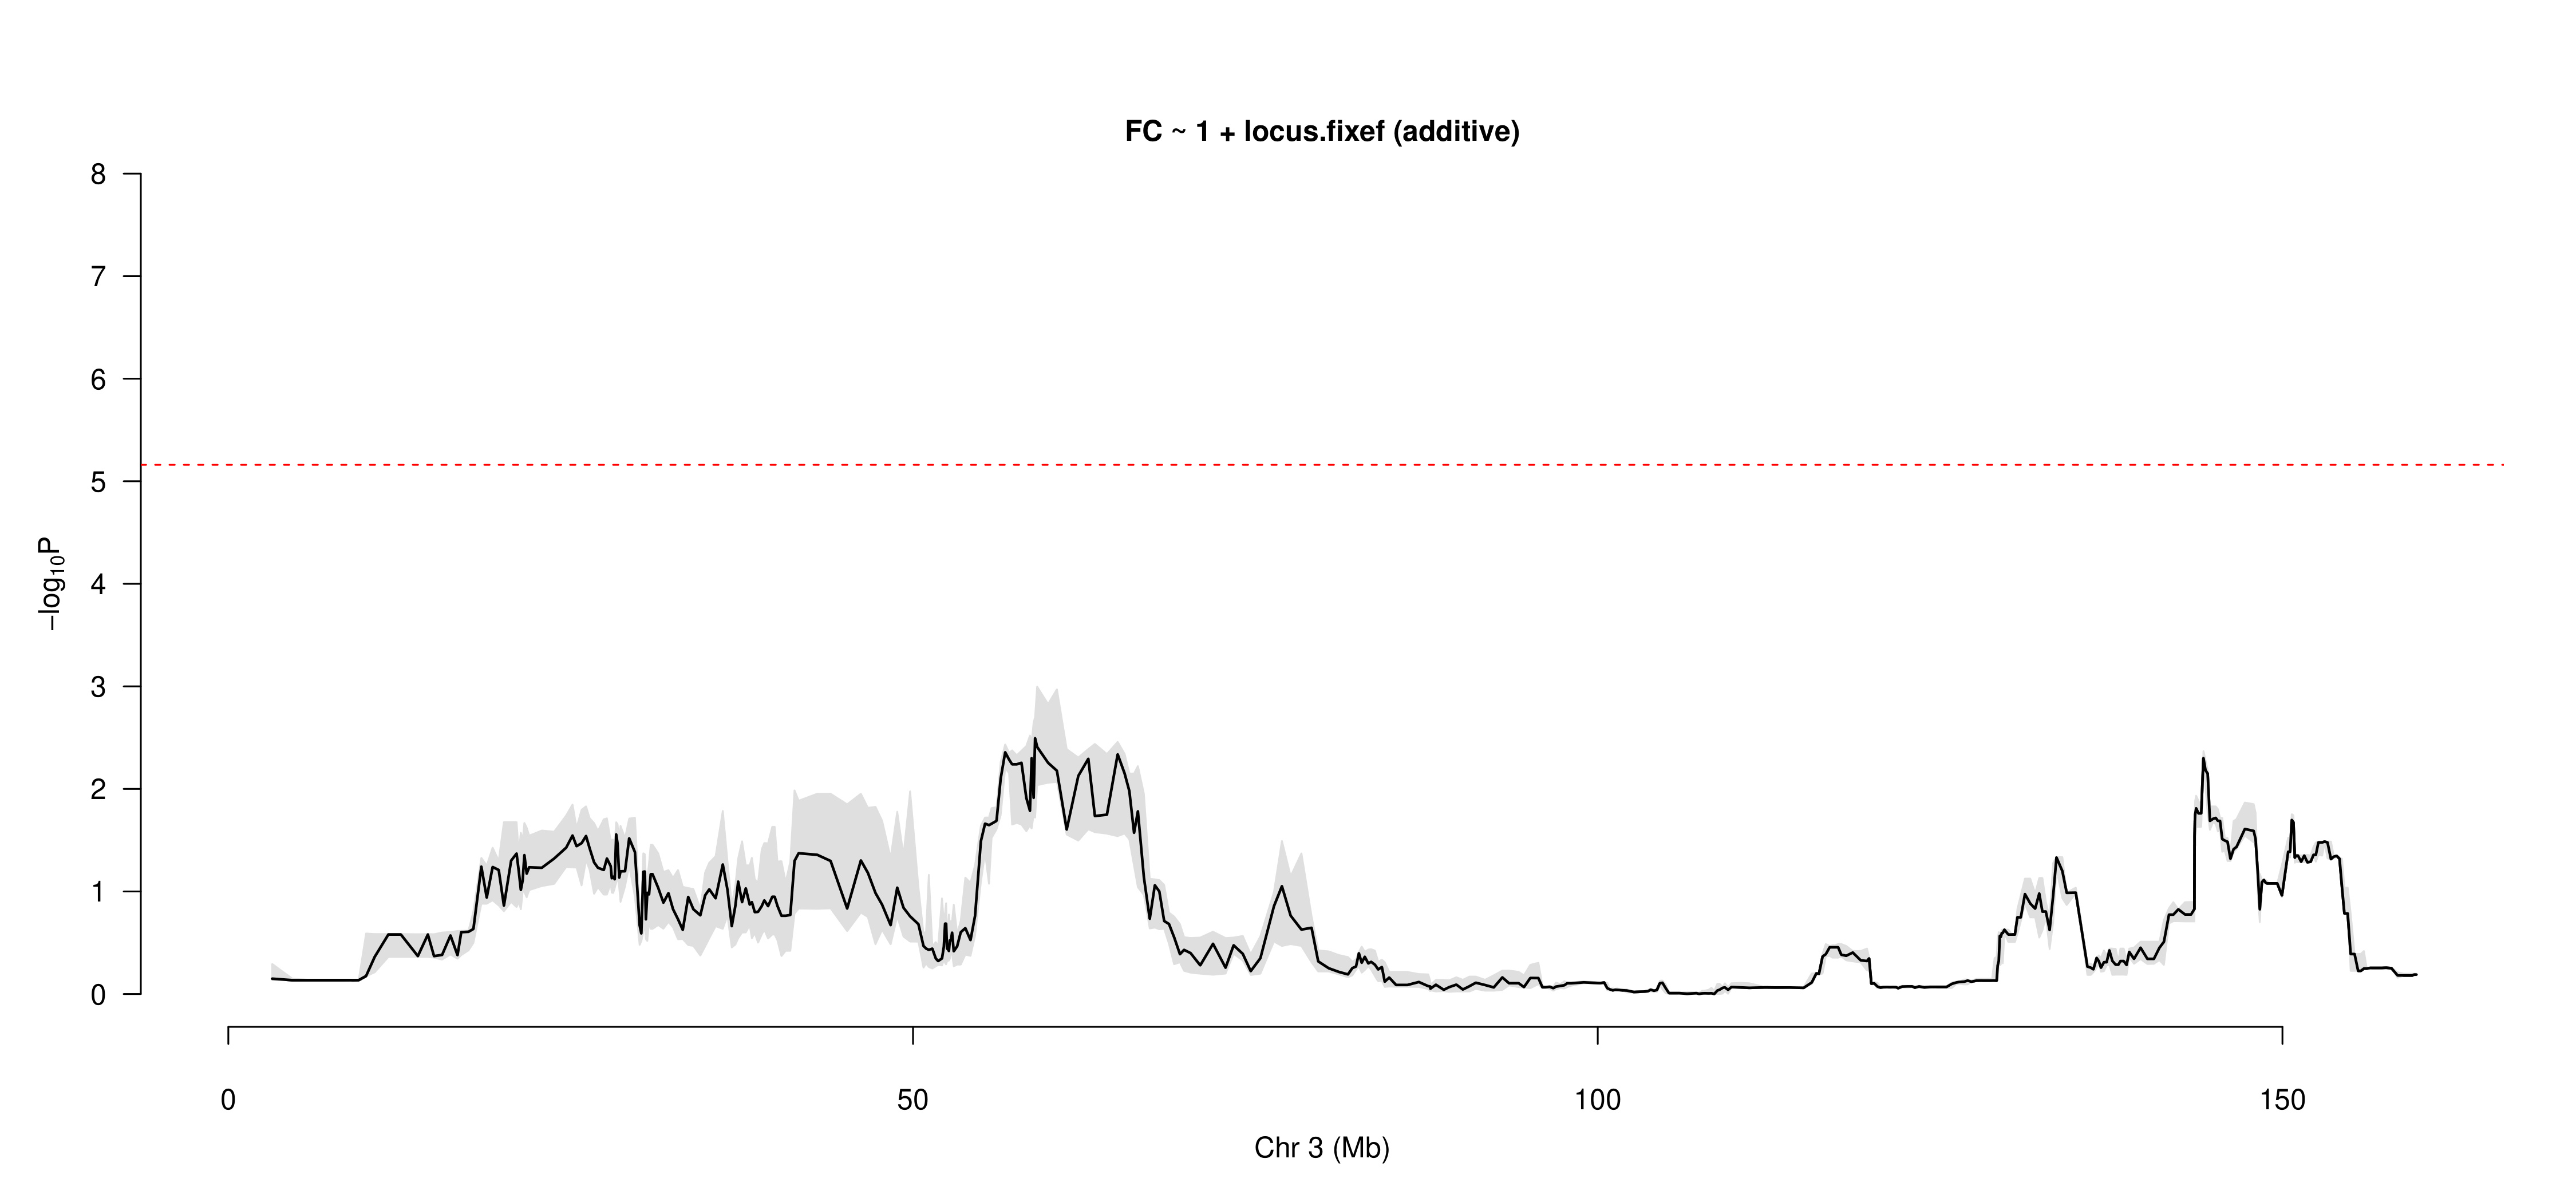 FC ~ 1 + locus.fixef (additive)
8
7
6
5
4
3
2
1
0
−log10P
0 50 100 150
Chr 3 (Mb)